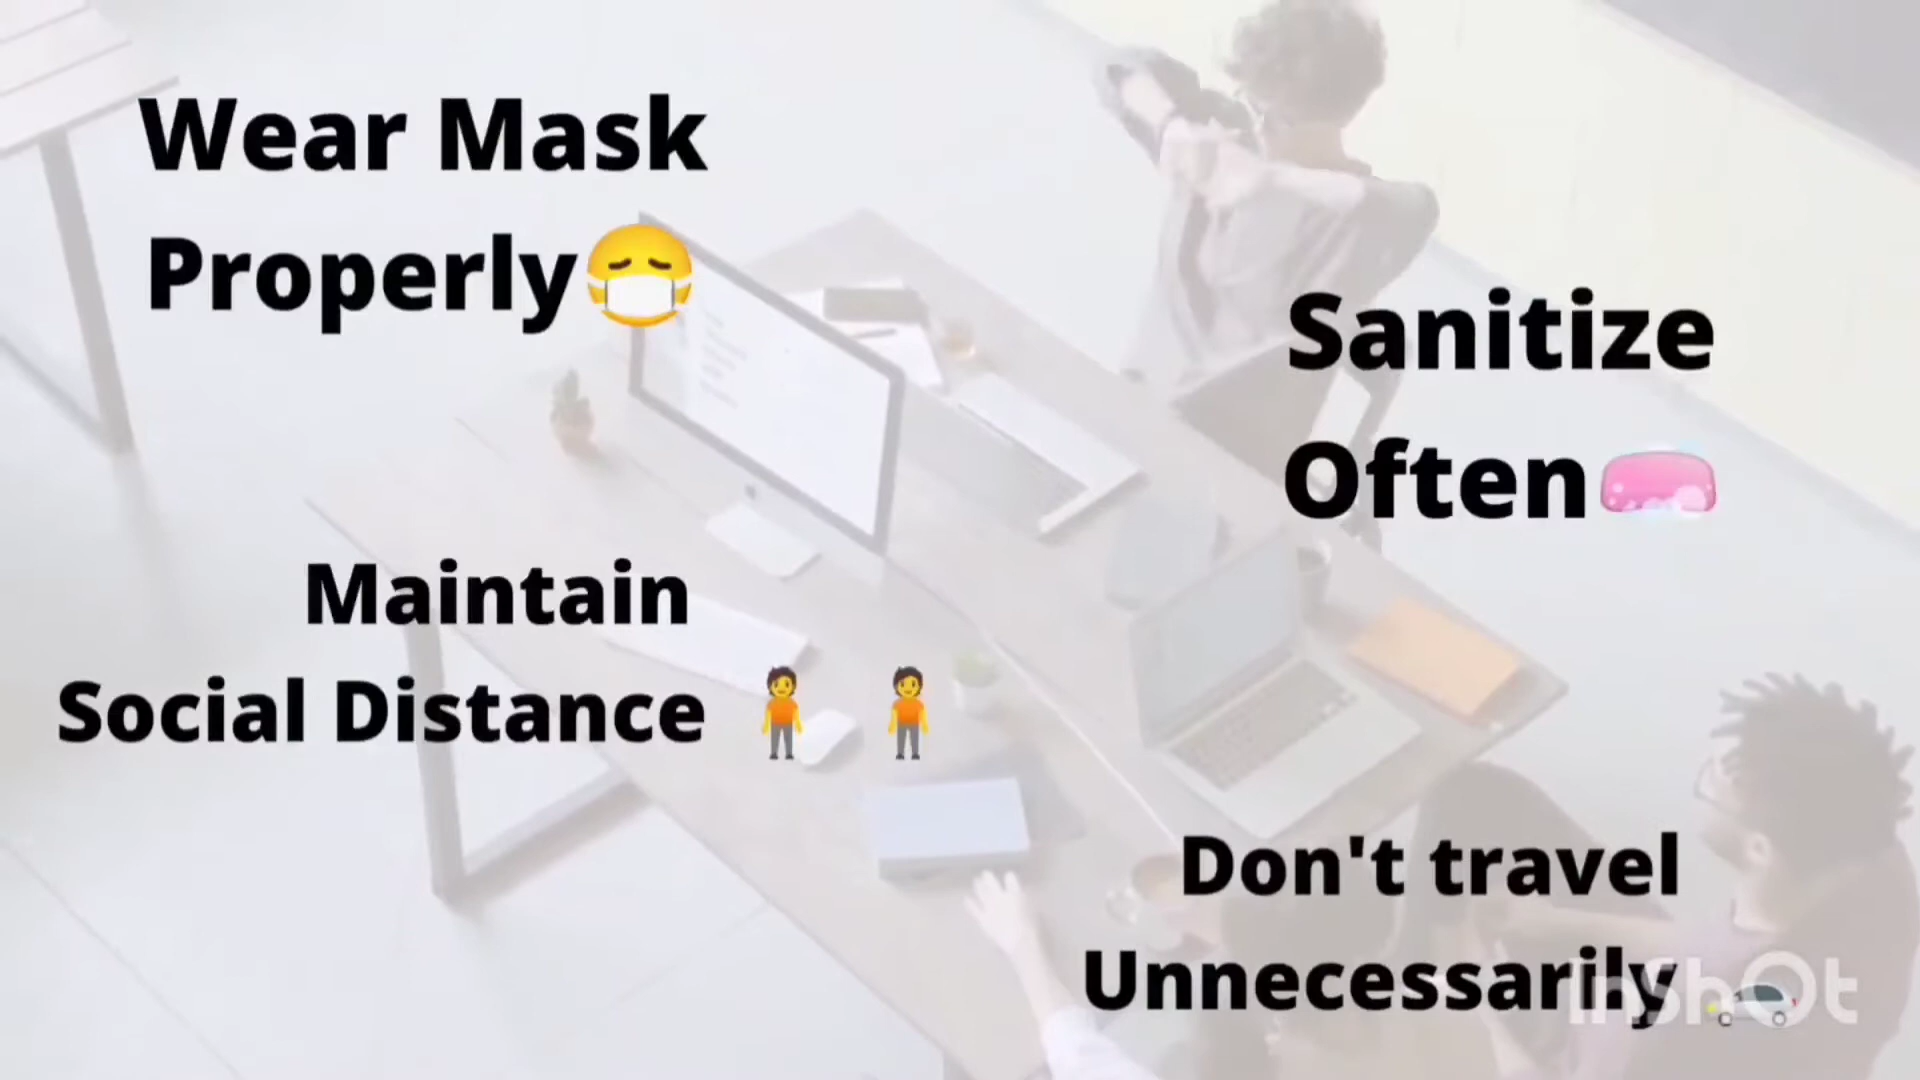 Wear Mask
Properly😷
Sanitize
Often🧼
Maintain
Social Distance 🧍 🧍
Don't travel
Unnecessarily 🚗
InShOt